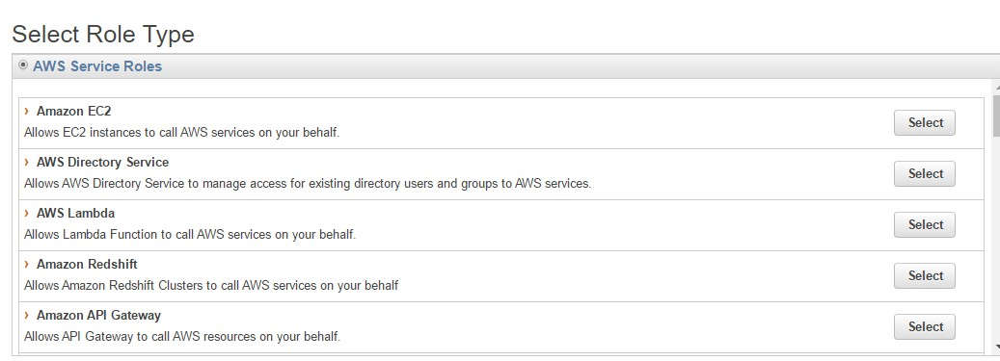 Select Role Type
AWS Service Roles
› Amazon EC2
Allows EC2 instances to call AWS services on your behalf.
Select
› AWS Directory Service
Allows AWS Directory Service to manage access for existing directory users and groups to AWS services.
Select
› AWS Lambda
Allows Lambda Function to call AWS services on your behalf.
Select
› Amazon Redshift
Allows Amazon Redshift Clusters to call AWS services on your behalf
Select
› Amazon API Gateway
Allows API Gateway to call AWS resources on your behalf.
Select